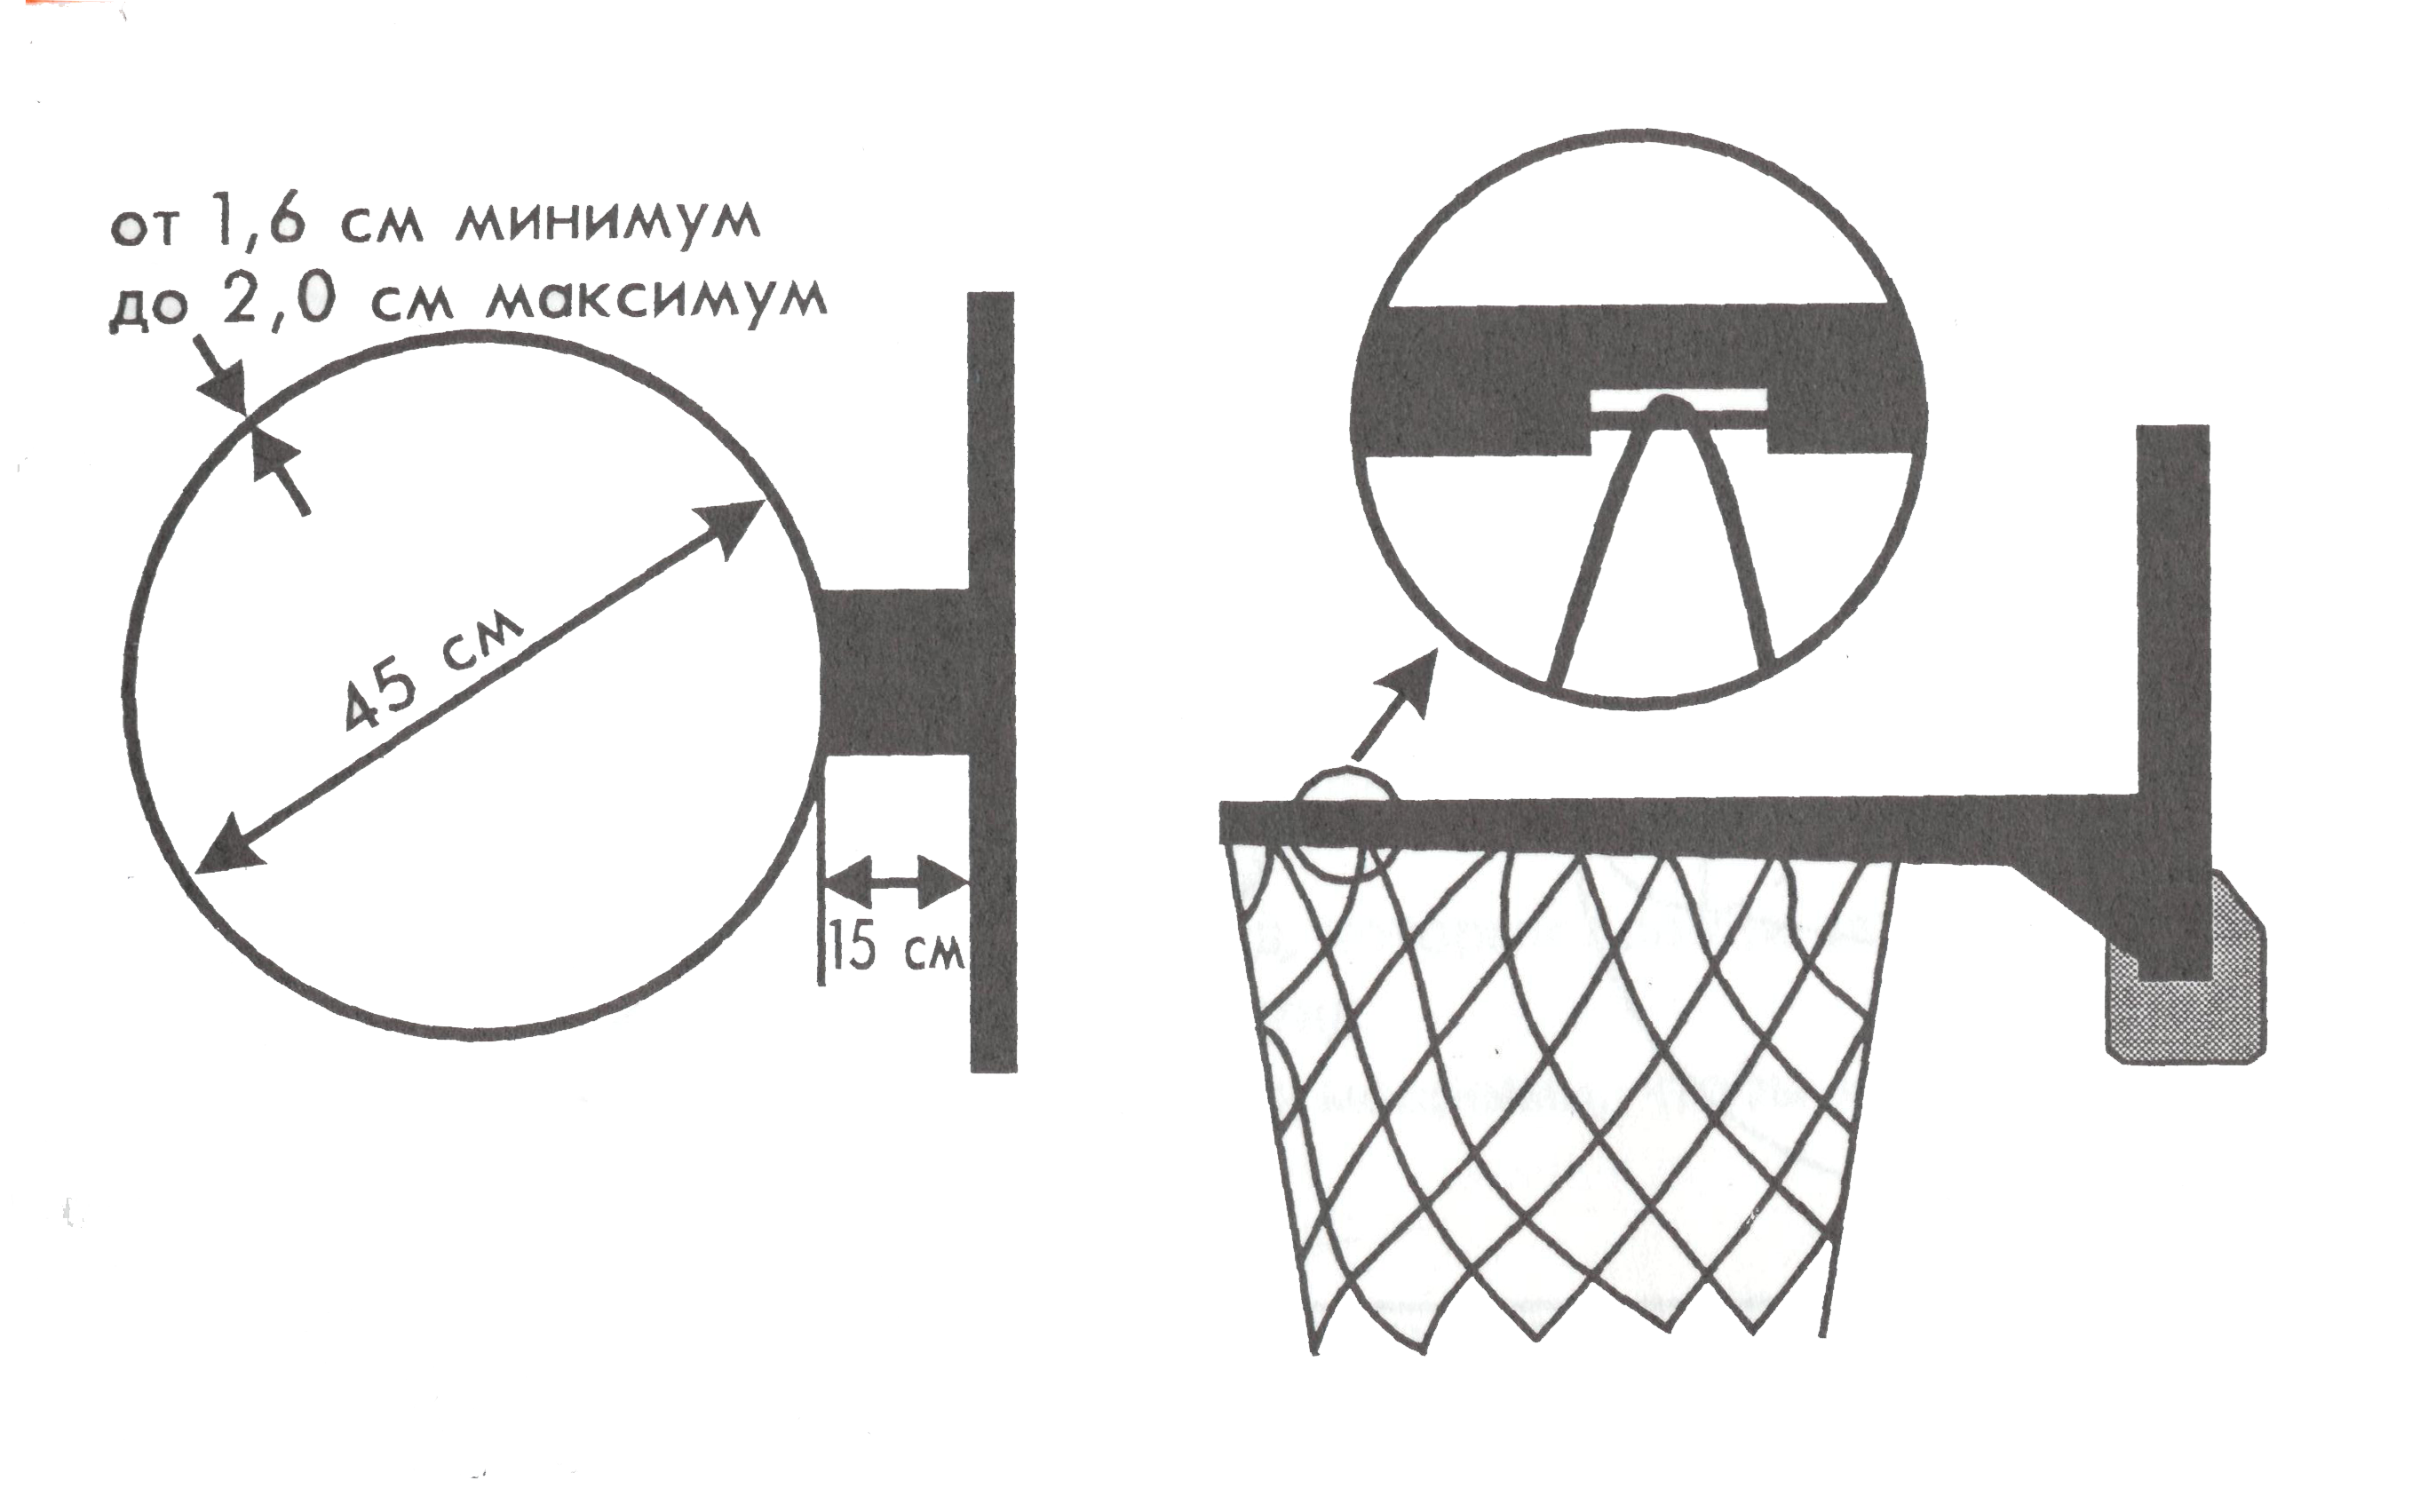 от 1,6 см минимум
до 2,0 см максимум
45 см
15 см